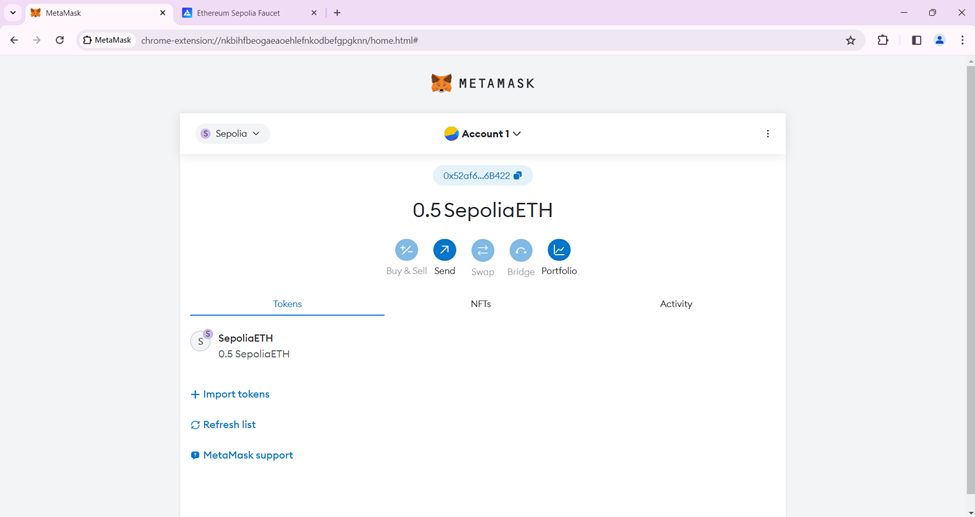 MetaMask
Ethereum Sepolia Faucet
MetaMask
chrome-extension://nkbihfbeogaeaoehlefnkodbefgpgknn/home.html#
METAMASK
S
Sepolia
Account 1
0x52af6...6B422
0.5 SepoliaETH
Buy & Sell
Send
Swap
Bridge
Portfolio
Tokens
NFTs
Activity
S
S
SepoliaETH
0.5 SepoliaETH
Import tokens
Refresh list
MetaMask support